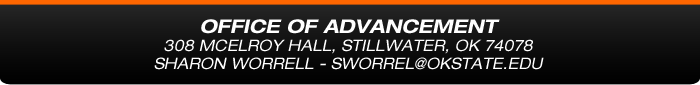 OFFICE OF ADVANCEMENT
308 MCELROY HALL, STILLWATER, OK 74078
SHARON WORRELL - SWORREL@OKSTATE.EDU